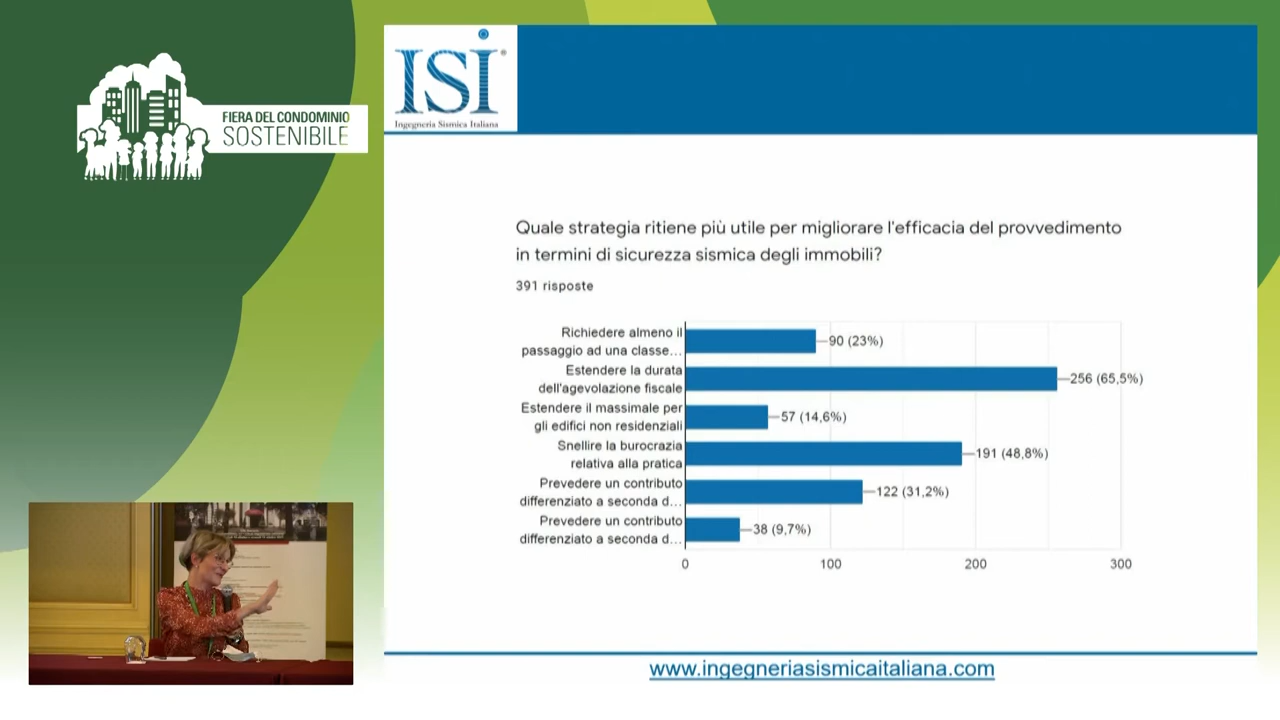 FIERA DEL CONDOMINIO
SOSTENIBILE
ISI
Ingegneria Sismica Italiana
Quale strategia ritiene più utile per migliorare l'efficacia del provvedimento
in termini di sicurezza sismica degli immobili?
391 risposte
Richiedere almeno il
passaggio ad una classe...
90 (23%)
Estendere la durata
dell'agevolazione fiscale
256 (65,5%)
Estendere il massimale per
gli edifici non residenziali
57 (14,6%)
Snellire la burocrazia
relativa alla pratica
191 (48,8%)
Prevedere un contributo
differenziato a seconda d...
122 (31,2%)
Prevedere un contributo
differenziato a seconda d...
38 (9,7%)
0 100 200 300
www.ingegneriasismicaitaliana.com